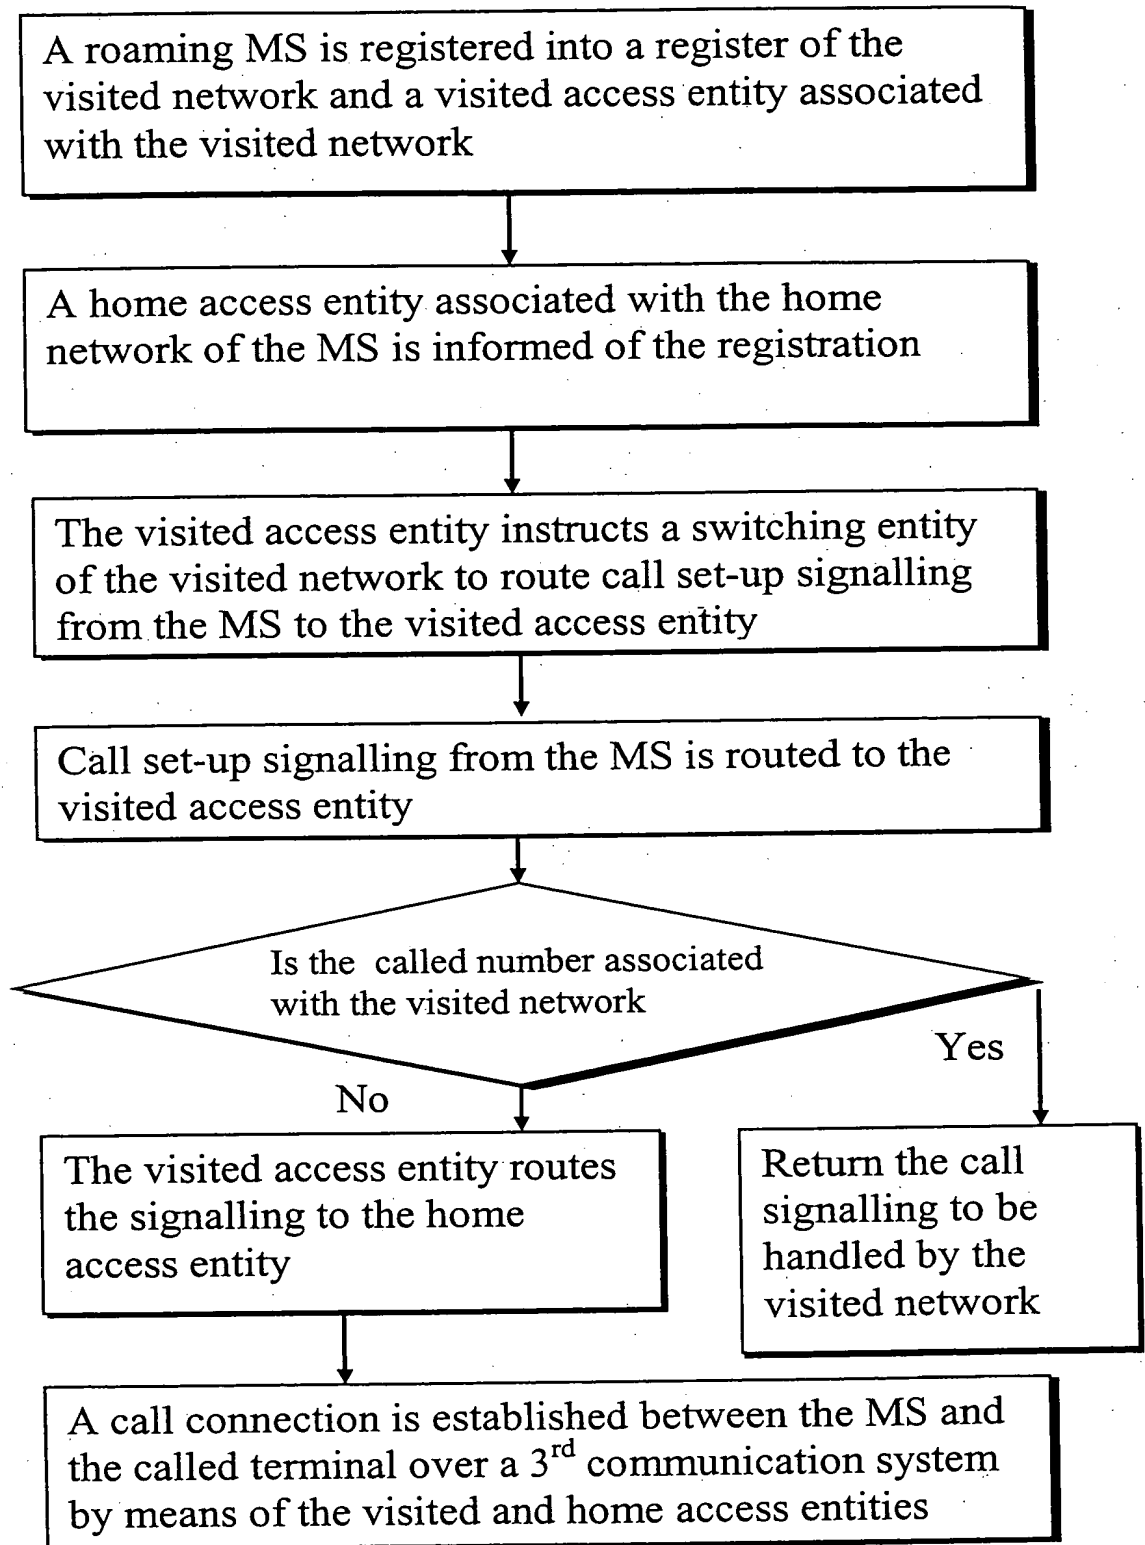 A roaming MS is registered into a register of the
visited network and a visited access entity associated
with the visited network
A home access entity associated with the home
network of the MS is informed of the registration
The visited access entity instructs a switching entity
of the visited network to route call set-up signalling
from the MS to the visited access entity
Call set-up signalling from the MS is routed to the
visited access entity
Is the called number associated
with the visited network
Yes
No
The visited access entity routes
the signalling to the home
access entity
Return the call
signalling to be
handled by the
visited network
A call connection is established between the MS and
the called terminal over a 3rd communication system
by means of the visited and home access entities